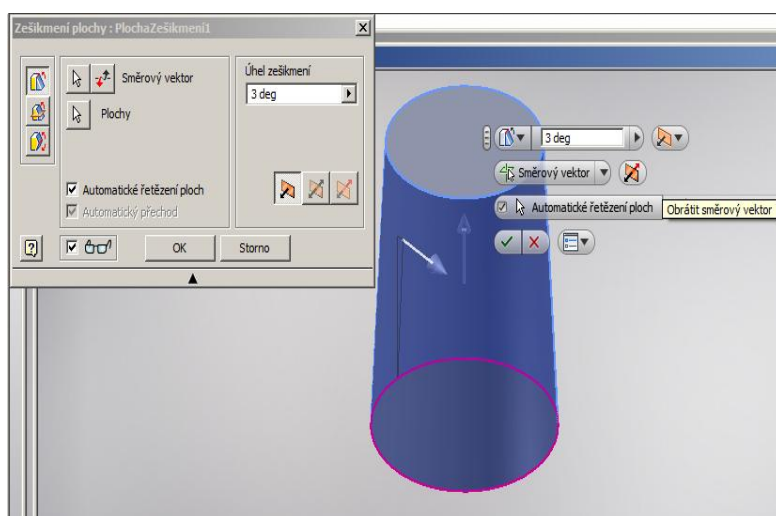 Zešikmení plochy : PlochaZešikmení1
Směrový vektor
Plochy
Automatické řetězení ploch
Automatický přechod
Úhel zešikmení
3 deg
OK
Storno
3 deg
Směrový vektor
Automatické řetězení ploch
Obrátit směrový vektor